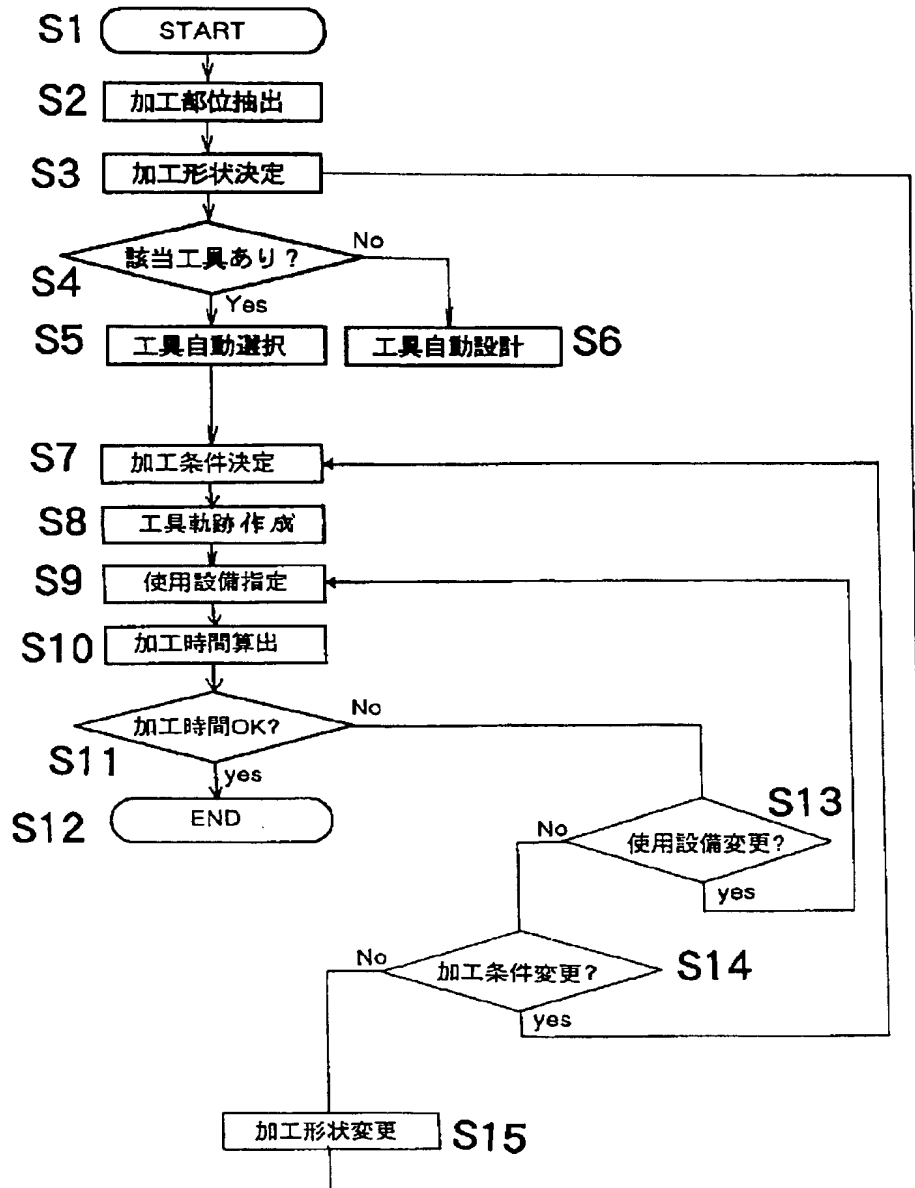 S1 START
S2 加工部位抽出
S3 加工形状決定
S4 該当工具あり？
No
Yes
S5 工具自動選択
工具自動設計 S6
S7 加工条件決定
S8 工具軌跡作成
S9 使用設備指定
S10 加工時間算出
S11 加工時間OK?
No
yes
S12 END
S13
使用設備変更?
No
yes
S14
加工条件変更?
No
yes
加工形状変更 S15